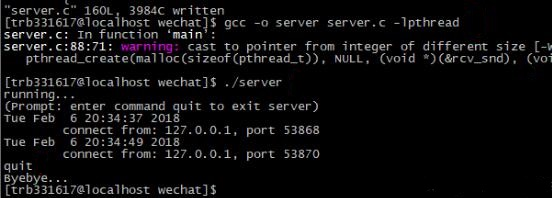 "server.c" 160L, 3984C written
[trb331617@localhost wechat]$ gcc -o server server.c -lpthread
server.c: In function ‘main’:
server.c:88:71: warning: cast to pointer from integer of different size [-W
pthread_create(malloc(sizeof(pthread_t)), NULL, (void *)(&rcv_snd), (vo
[trb331617@localhost wechat]$ ./server
running...
(Prompt: enter command quit to exit server)
Tue Feb  6 20:34:37 2018
connect from: 127.0.0.1, port 53868
Tue Feb  6 20:34:49 2018
connect from: 127.0.0.1, port 53870
quit
Byebye...
[trb331617@localhost wechat]$